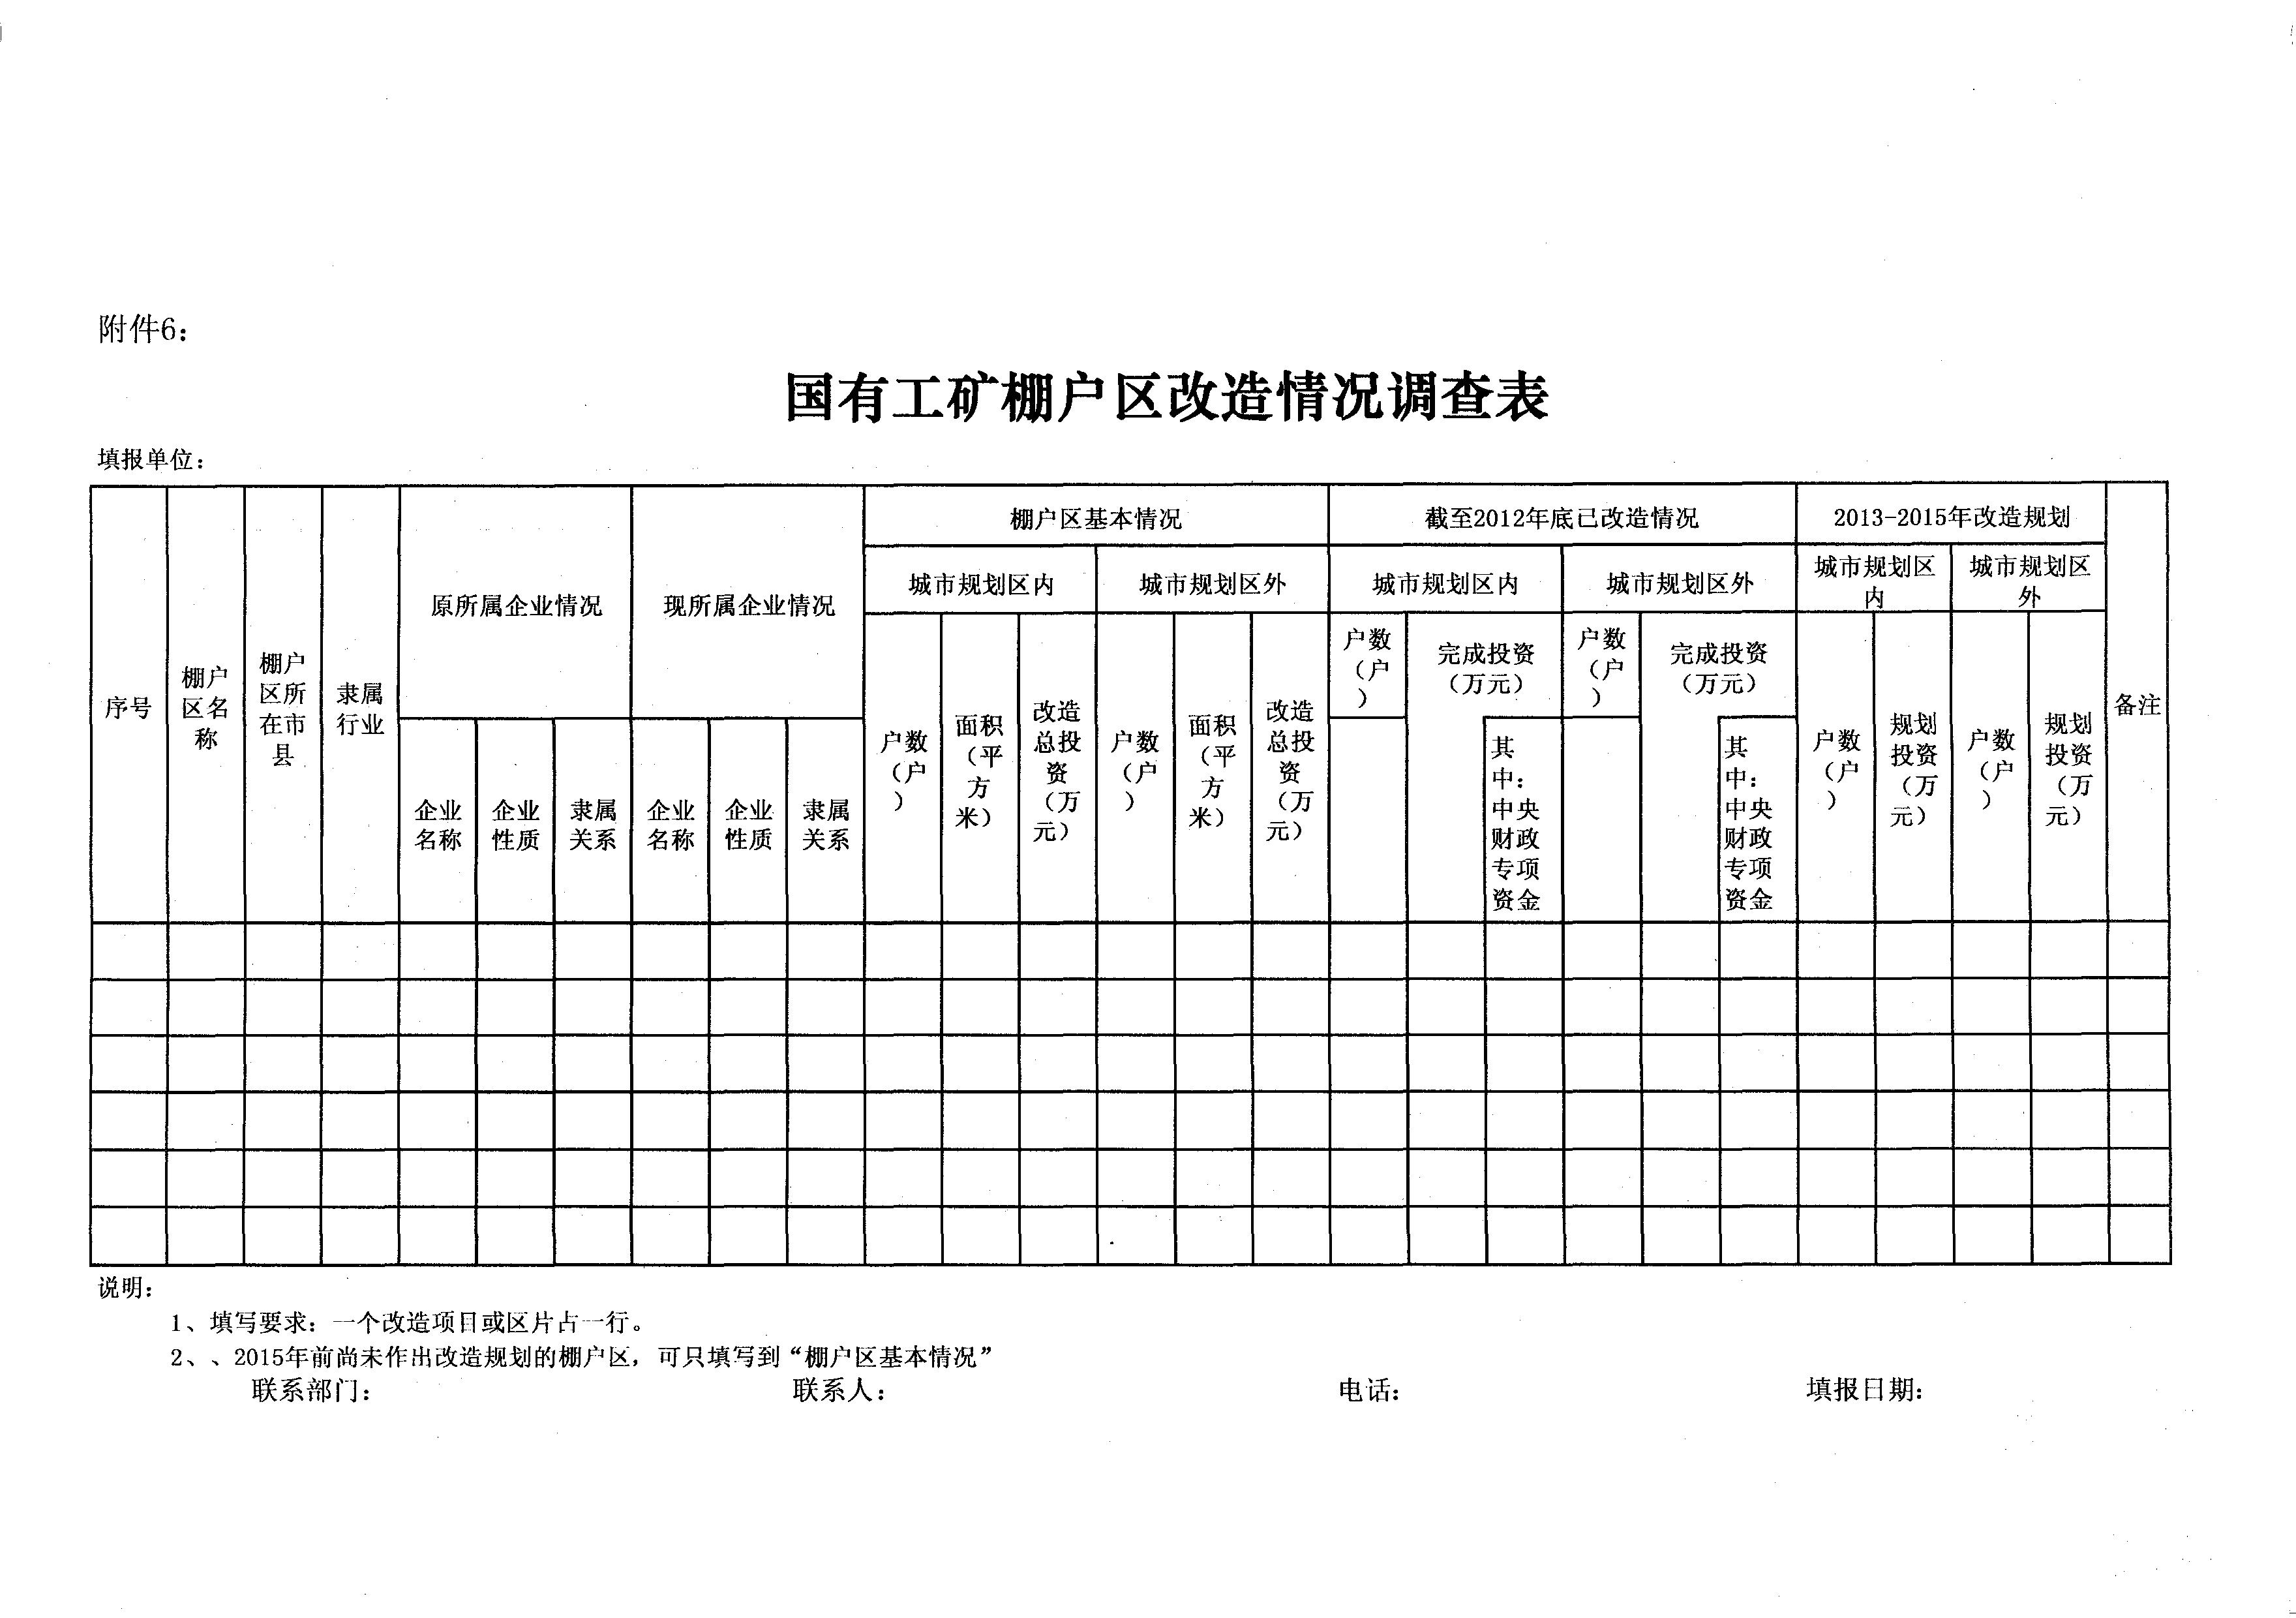 附件6：
国有工矿棚户区改造情况调查表
填报单位：
序号
棚户
区名
称
棚户
区所
在市
县
隶属
行业
原所属企业情况
企业
名称
企业
性质
隶属
关系
现所属企业情况
企业
名称
企业
性质
隶属
关系
棚户区基本情况
城市规划区内
户数
（户
）
面积
（平
方
米）
改造
总投
资
（万
元）
城市规划区外
户数
（户
）
面积
（平
方
米）
改造
总投
资
（万
元）
截至2012年底已改造情况
城市规划区内
户数
（户
）
完成投资
（万元）
其
中：
中央
财政
专项
资金
城市规划区外
户数
（户
）
完成投资
（万元）
其
中：
中央
财政
专项
资金
2013-2015年改造规划
城市规划区
内
户数
（户
）
规划
投资
（万
元）
城市规划区
外
户数
（户
）
规划
投资
（万
元）
备注
说明：
1、填写要求：一个改造项目或区片占一行。
2、、2015年前尚未作出改造规划的棚户区，可只填写到“棚户区基本情况”
联系部门： 联系人： 电话： 填报日期：